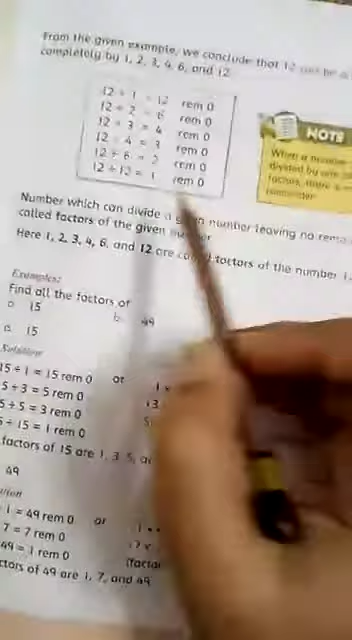 From the given example, we conclude that 12 can be
completely by 1, 2, 3, 4, 6, and 12.
12 ÷ 1 = 12 rem 0
12 ÷ 2 = 6 rem 0
12 ÷ 3 = 4 rem 0
12 ÷ 4 = 3 rem 0
12 ÷ 6 = 2 rem 0
12 ÷ 12 = 1 rem 0
NOTE
When a number
divided by
factors, there
remainder
Number which can divide a given number leaving no
called factors of the given number
Here 1, 2, 3, 4, 6, and 12 are called factors of the number
Examples:
Find all the factors of
a. 15 b. 49
a. 15
Solution
15 ÷ 1 = 15 rem 0 or
5 ÷ 3 = 5 rem 0
5 ÷ 5 = 3 rem 0
÷ 15 = 1 rem 0
factors of 15 are 1, 3, 5,
49
1 = 49 rem 0 or
7 = 7 rem 0
49 = 1 rem 0
ctors of 49 are 1, 7, and 49